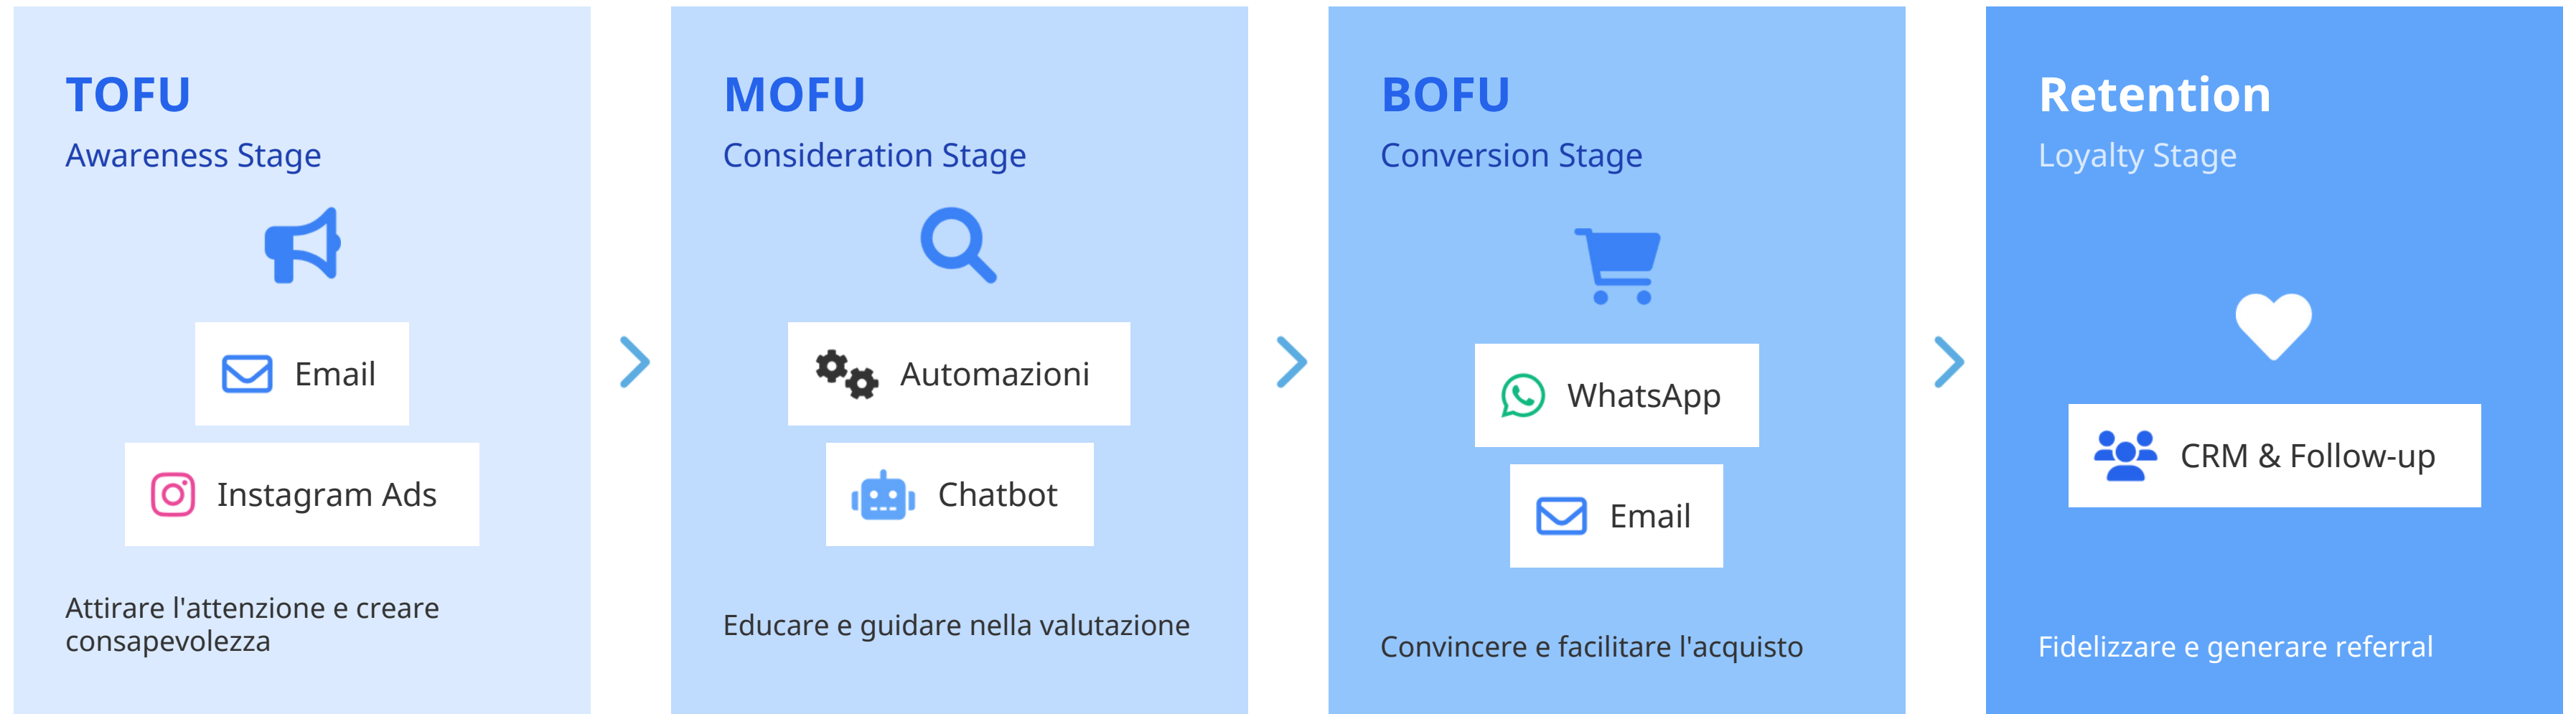 TOFU
Awareness Stage
Email
Instagram Ads
Attirare l'attenzione e creare
consapevolezza
MOFU
Consideration Stage
Automazioni
Chatbot
Educare e guidare nella valutazione
BOFU
Conversion Stage
WhatsApp
Email
Convincere e facilitare l'acquisto
Retention
Loyalty Stage
CRM & Follow-up
Fidelizzare e generare referral